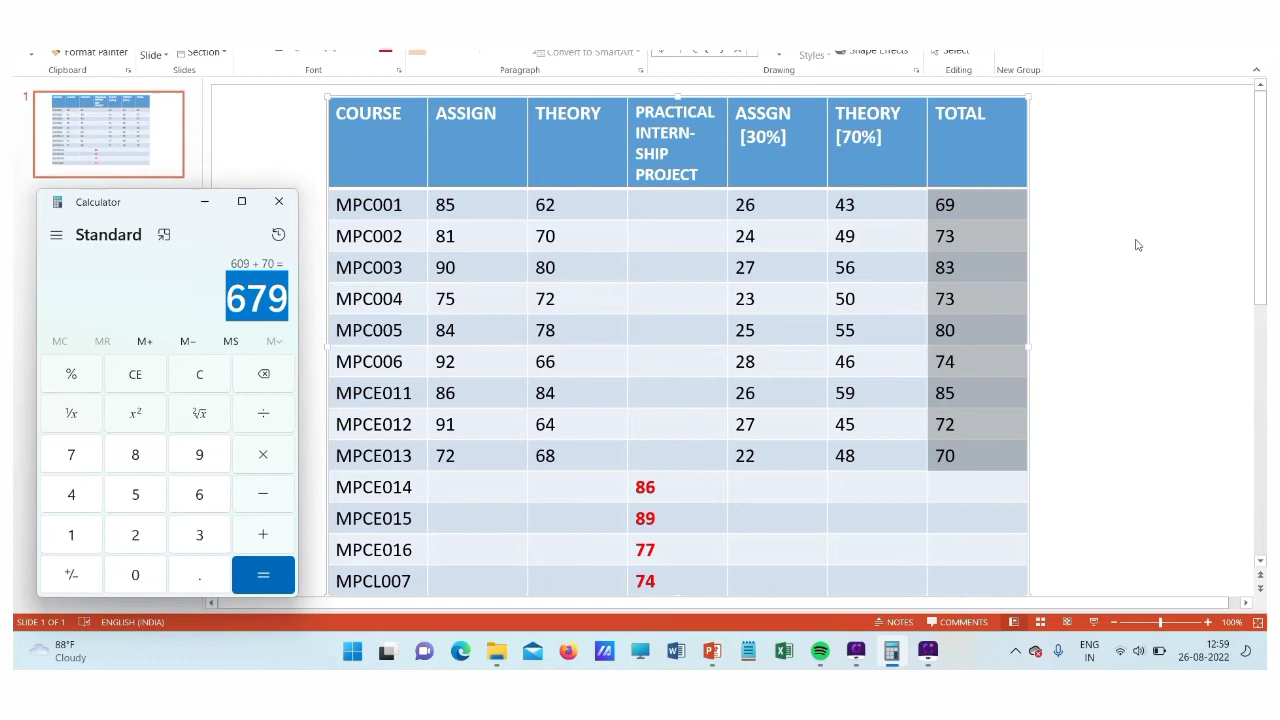 Format Painter
Slide
Section
Convert to SmartArt
Styles
Shape Effects
Select
Clipboard
Slides
Font
Paragraph
Drawing
Editing
New Group
1
COURSE ASSIGN THEORY PRACTICAL INTERN-SHIP PROJECT ASSGN [30%] THEORY [70%] TOTAL
MPC001 85 62 26 43 69
MPC002 81 70 24 49 73
MPC003 90 80 27 56 83
MPC004 75 72 23 50 73
MPC005 84 78 25 55 80
MPC006 92 66 28 46 74
MPCE011 86 84 26 59 85
MPCE012 91 64 27 45 72
MPCE013 72 68 22 48 70
MPCE014 86
MPCE015 89
MPCE016 77
MPCL007 74
Calculator
Standard
609 + 70 =
679
MC MR M+ M− MS M˅
% CE C
¹/x x² ²√x ÷
7 8 9 ×
4 5 6 −
1 2 3 +
+/− 0 . =
SLIDE 1 OF 1 ENGLISH (INDIA) NOTES COMMENTS 100%
88°F
Cloudy
ENG
IN
12:59
26-08-2022